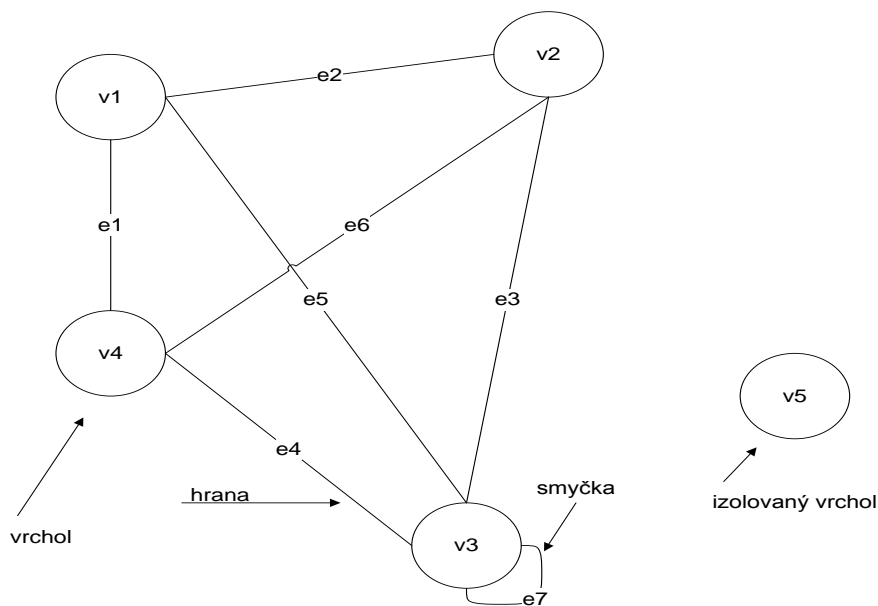 v2
v1
e2
e1
e6
e5
e3
v4
v5
e4
smyčka
hrana
izolovaný vrchol
vrchol
v3
e7